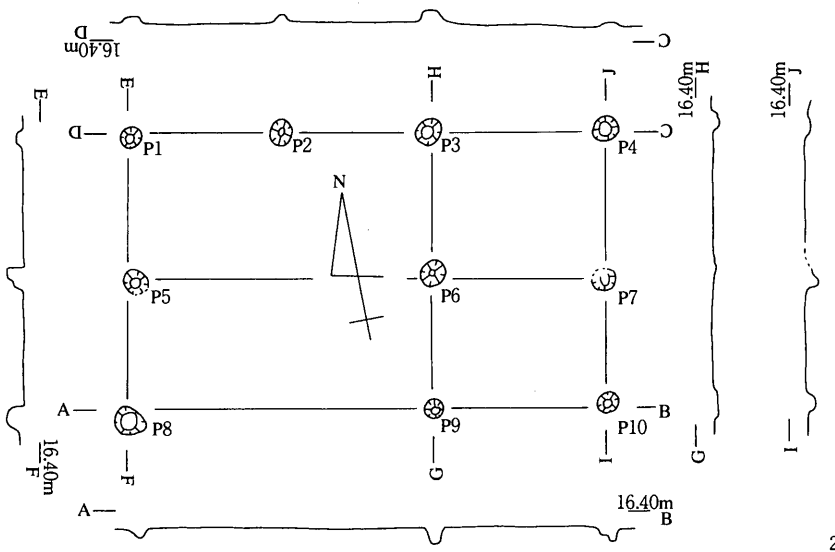 D 16.40m C
E H J
16.40m H
16.40m J
E
D P1 P2 P3 P4 C
N
P5 P6 P7
A P8 P9 P10 B
F G I
16.40m F
G
I
A 16.40m B
2